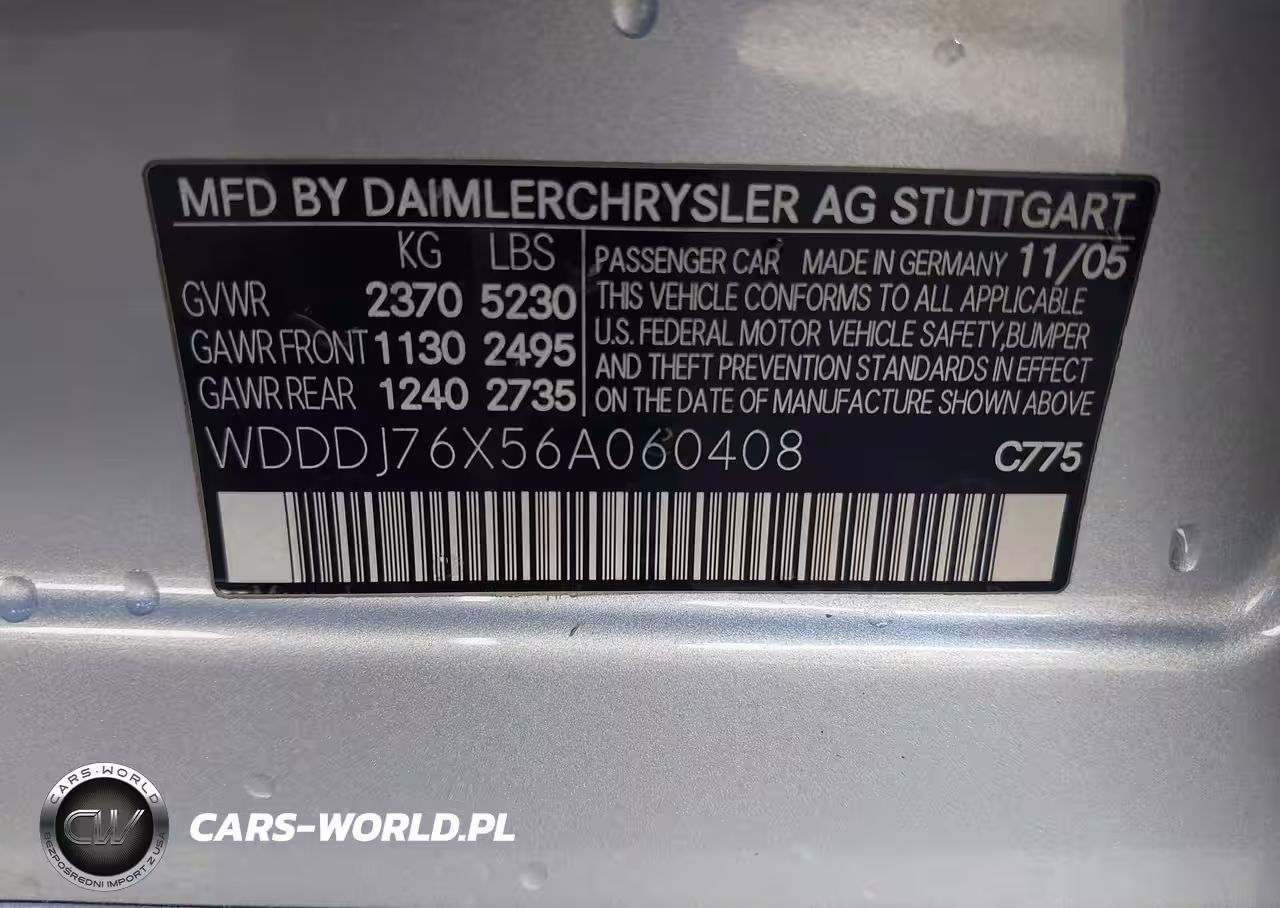 MFD BY DAIMLERCHRYSLER AG STUTTGART
KG LBS
GVWR 2370 5230
GAWR FRONT 1130 2495
GAWR REAR 1240 2735
PASSENGER CAR MADE IN GERMANY 11/05
THIS VEHICLE CONFORMS TO ALL APPLICABLE
U.S. FEDERAL MOTOR VEHICLE SAFETY,BUMPER
AND THEFT PREVENTION STANDARDS IN EFFECT
ON THE DATE OF MANUFACTURE SHOWN ABOVE
WDDDJ76X56A060408 C775
CARS-WORLD
CW
BEZPOŚREDNI IMPORT Z USA
CARS-WORLD.PL